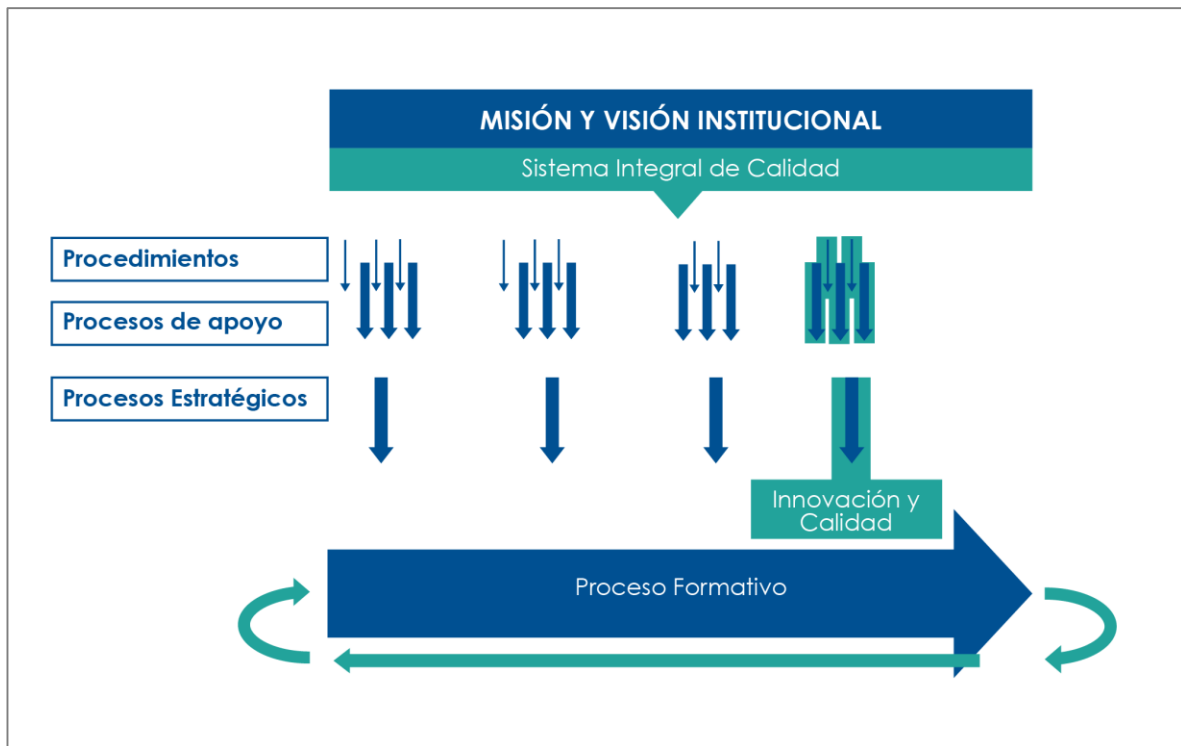 MISIÓN Y VISIÓN INSTITUCIONAL
Sistema Integral de Calidad
Procedimientos
Procesos de apoyo
Procesos Estratégicos
Innovación y
Calidad
Proceso Formativo